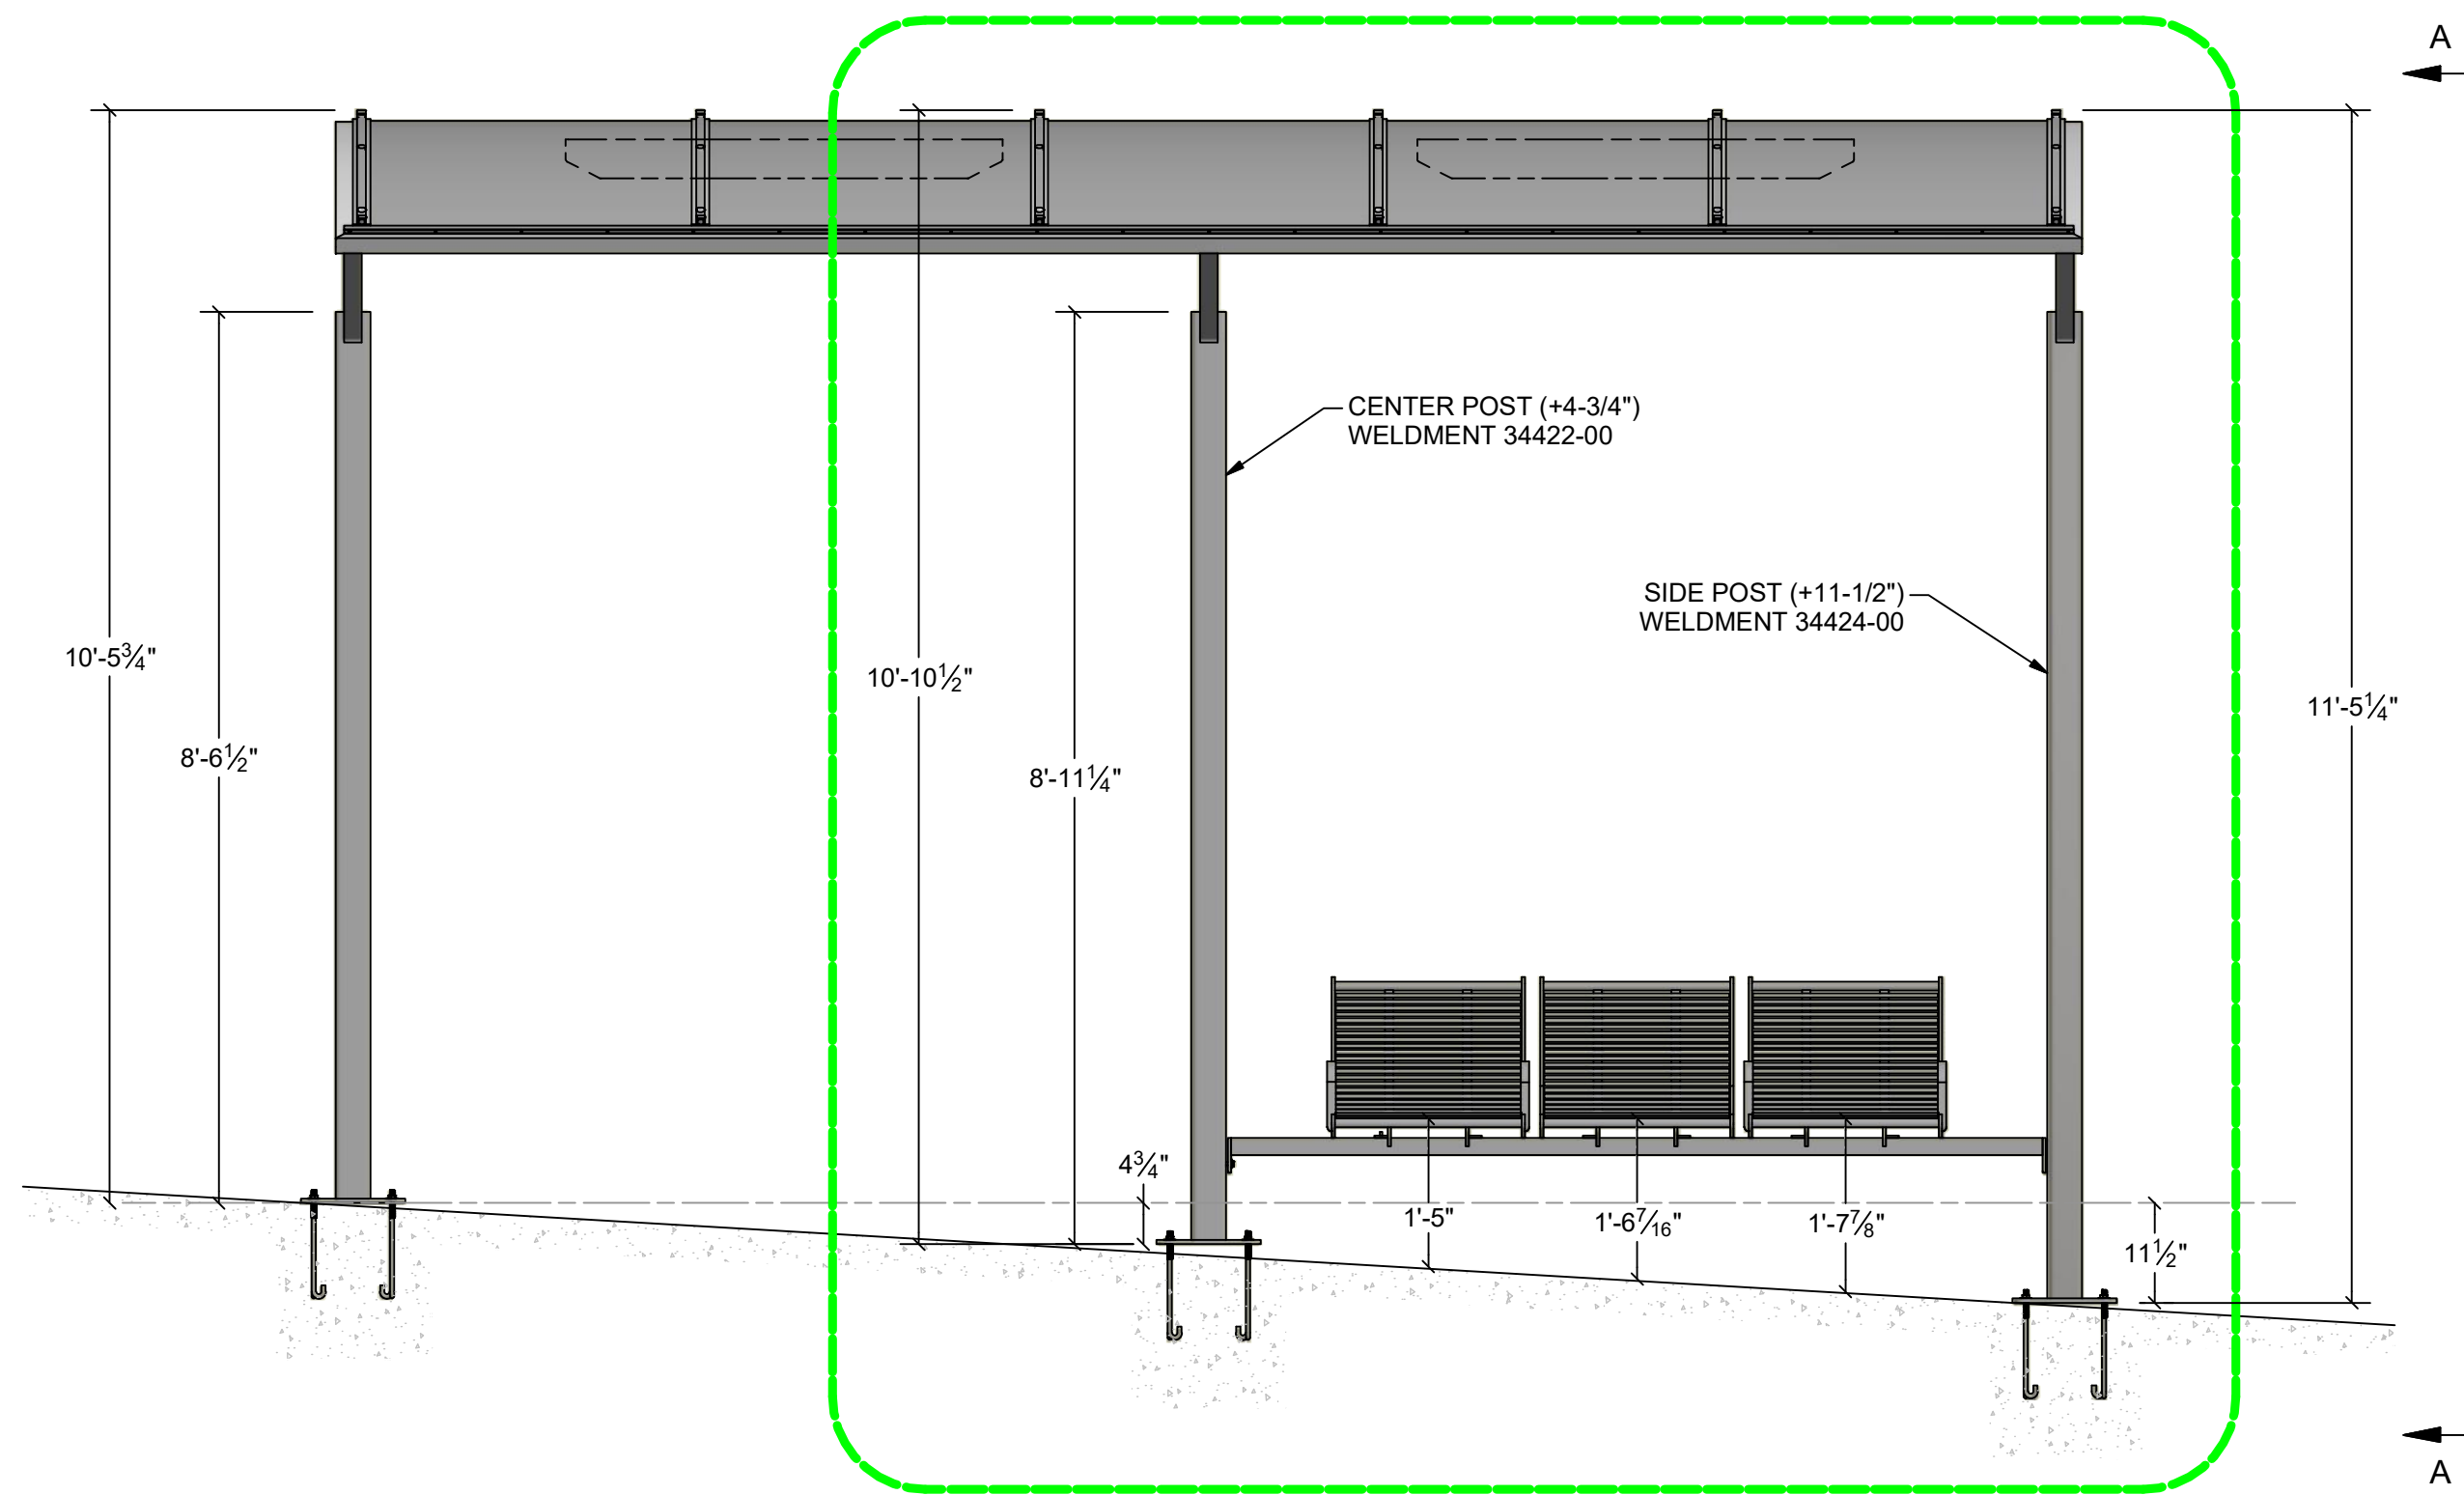 A
CENTER POST (+4-3/4")
WELDMENT 34422-00
SIDE POST (+11-1/2")
WELDMENT 34424-00
10'-5¾"
10'-10½"
11'-5¼"
8'-6½"
8'-11¼"
4¾"
1'-5"
1'-6⁷⁄₁₆"
1'-7⅞"
11½"
A